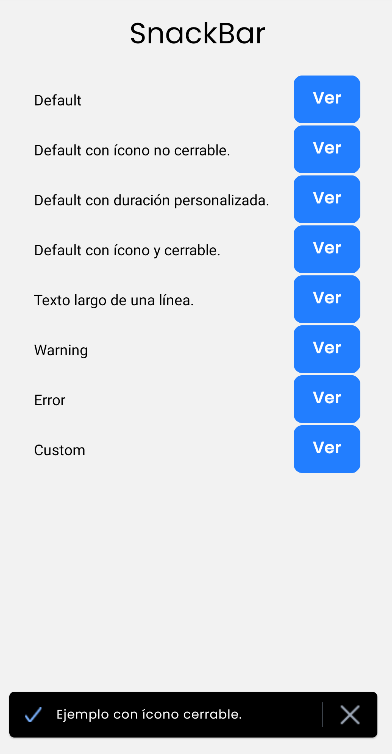 SnackBar
Default Ver
Default con ícono no cerrable. Ver
Default con duración personalizada. Ver
Default con ícono y cerrable. Ver
Texto largo de una línea. Ver
Warning Ver
Error Ver
Custom Ver
Ejemplo con ícono cerrable.